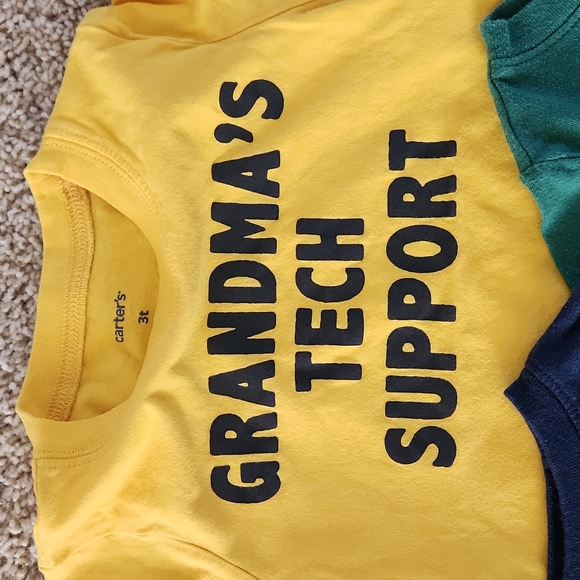 carter's
3t
GRANDMA'S
TECH
SUPPORT